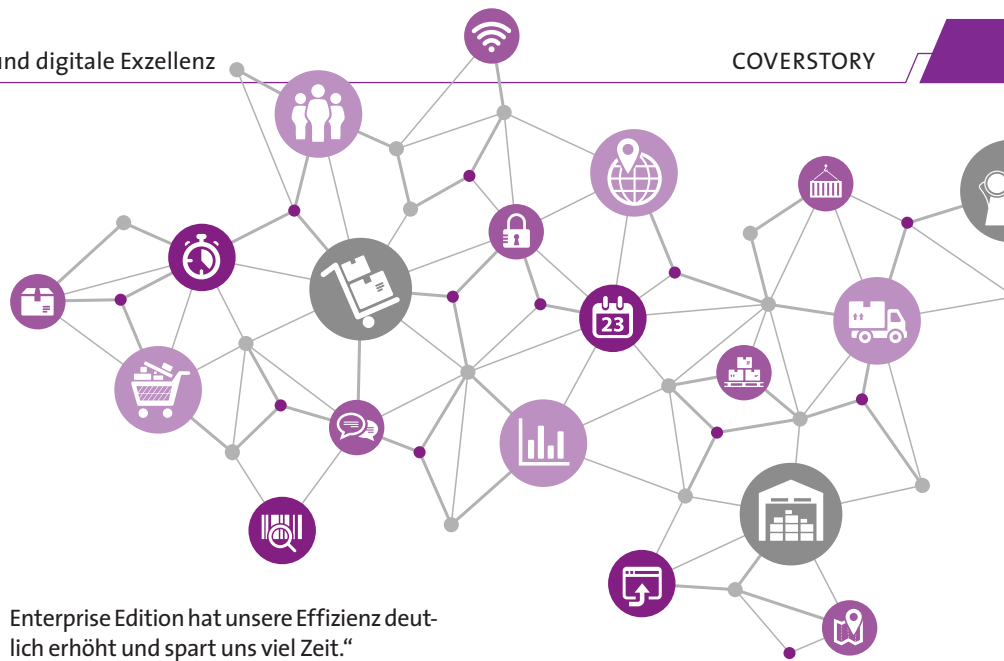 und digitale Exzellenz
COVERSTORY
23
Enterprise Edition hat unsere Effizienz deut-
lich erhöht und spart uns viel Zeit.“